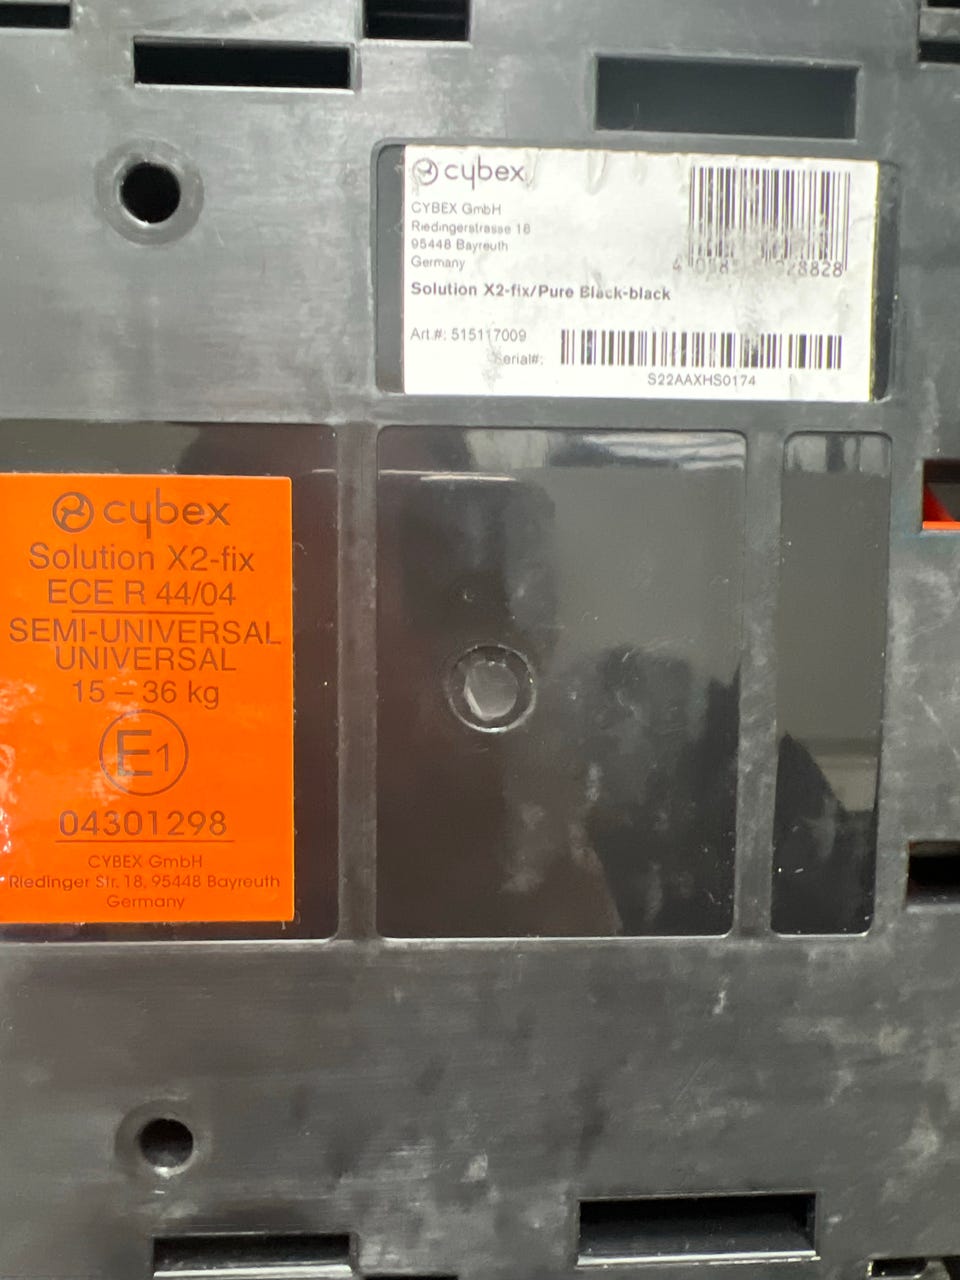 cybex
CYBEX GmbH
Riedingerstrasse 18
95448 Bayreuth
Germany
Solution X2-fix/Pure Black-black
Art.#: 515117009
Serial#:
S22AAXHS0174
cybex
Solution X2-fix
ECE R 44/04
SEMI-UNIVERSAL
UNIVERSAL
15 – 36 kg
E1
04301298
CYBEX GmbH
Riedinger Str. 18, 95448 Bayreuth
Germany